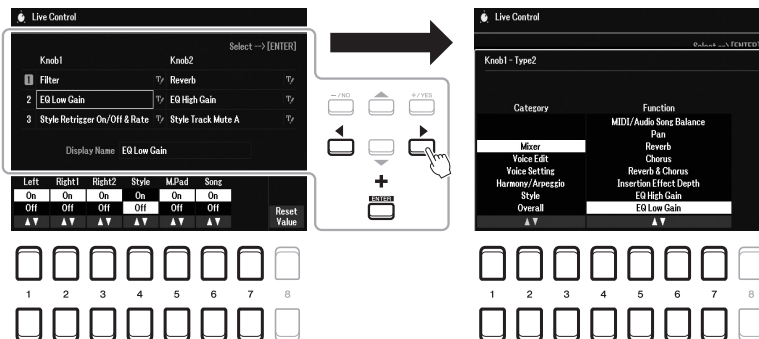 Live Control
Select --> [ENTER]
Knob1 Knob2
1 Filter Reverb
2 EQ Low Gain EQ High Gain
3 Style Retrigger On/Off & Rate Style Track Mute A
Display Name EQ Low Gain
Left Right1 Right2 Style M.Pad Song
On On On On On On
Off Off Off Off Off Off
Reset
Value
1 2 3 4 5 6 7 8
-/NO +/YES
+
ENTER
Live Control
Select --> [ENTER]
Knob1 - Type2
Category Function
MIDI/Audio Song Balance
Pan
Mixer Reverb
Voice Edit Chorus
Voice Setting Reverb & Chorus
Harmony/Arpeggio Insertion Effect Depth
Style EQ High Gain
Overall EQ Low Gain
1 2 3 4 5 6 7 8